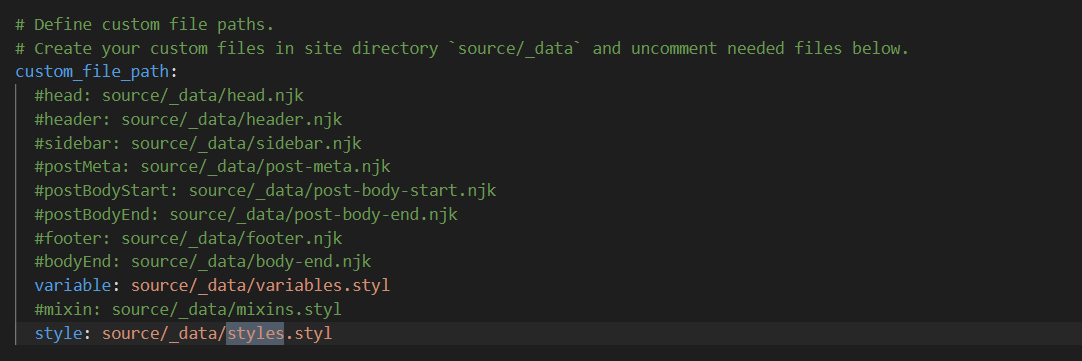 # Define custom file paths.
# Create your custom files in site directory `source/_data` and uncomment needed files below.
custom_file_path:
  #head: source/_data/head.njk
  #header: source/_data/header.njk
  #sidebar: source/_data/sidebar.njk
  #postMeta: source/_data/post-meta.njk
  #postBodyStart: source/_data/post-body-start.njk
  #postBodyEnd: source/_data/post-body-end.njk
  #footer: source/_data/footer.njk
  #bodyEnd: source/_data/body-end.njk
  variable: source/_data/variables.styl
  #mixin: source/_data/mixins.styl
  style: source/_data/styles.styl